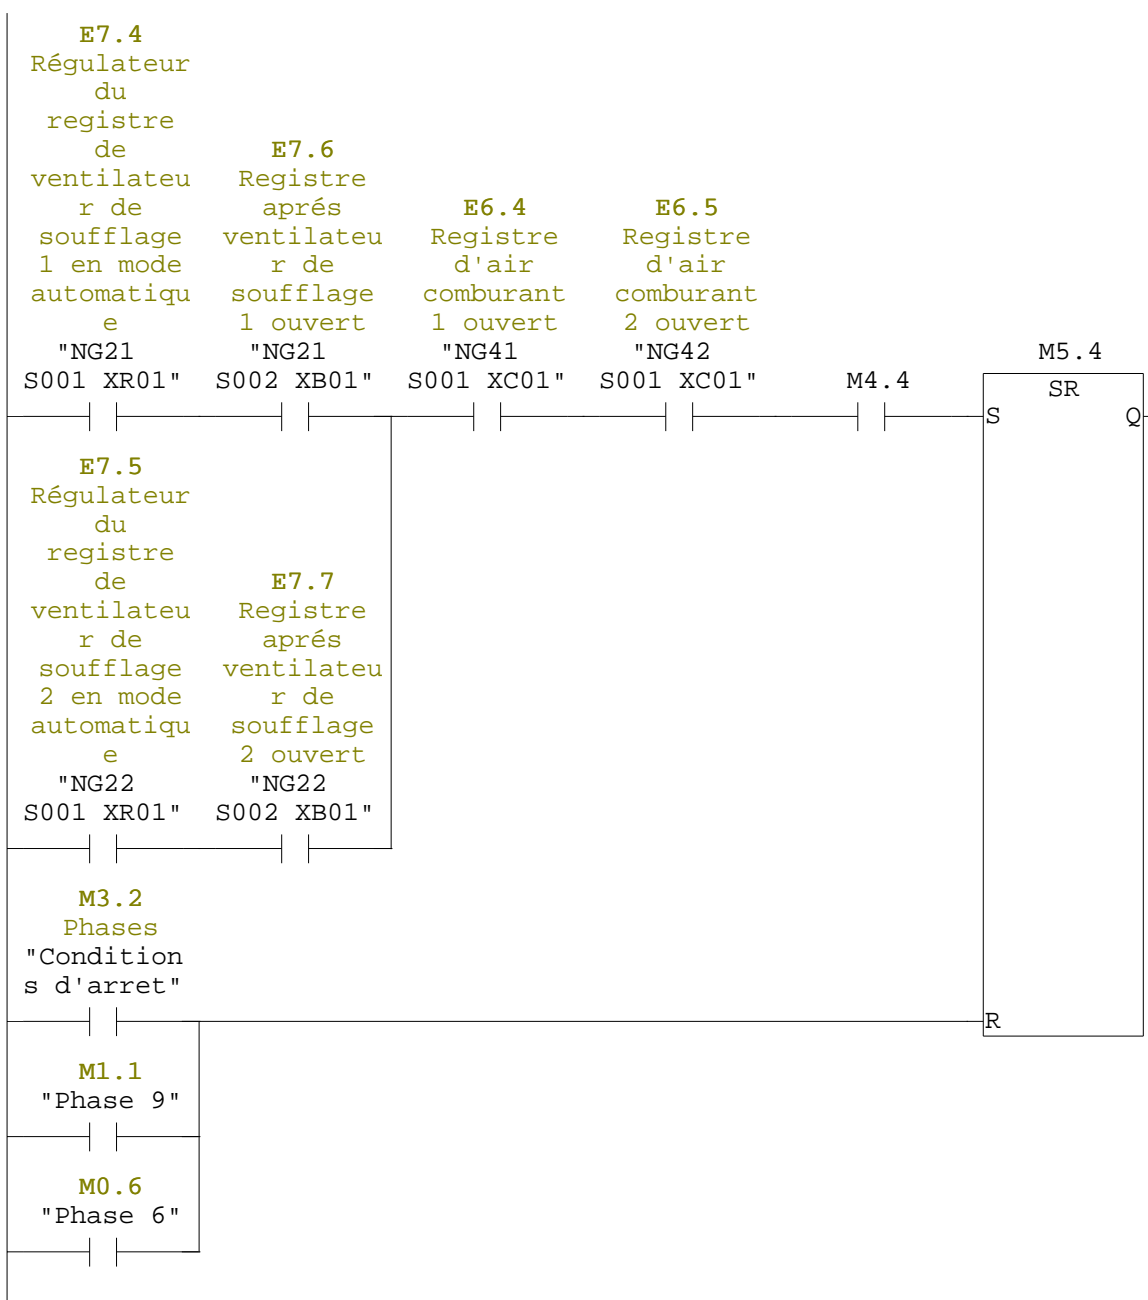 E7.4
Régulateur
du
registre
de
ventilateu
r de
soufflage
1 en mode
automatiqu
e
"NG21
S001 XR01"
E7.6
Registre
aprés
ventilateu
r de
soufflage
1 ouvert
"NG21
S002 XB01"
E6.4
Registre
d'air
comburant
1 ouvert
"NG41
S001 XC01"
E6.5
Registre
d'air
comburant
2 ouvert
"NG42
S001 XC01"
M4.4
M5.4
SR
S
Q
E7.5
Régulateur
du
registre
de
ventilateu
r de
soufflage
2 en mode
automatiqu
e
"NG22
S001 XR01"
E7.7
Registre
aprés
ventilateu
r de
soufflage
2 ouvert
"NG22
S002 XB01"
M3.2
Phases
"Condition
s d'arret"
R
M1.1
"Phase 9"
M0.6
"Phase 6"